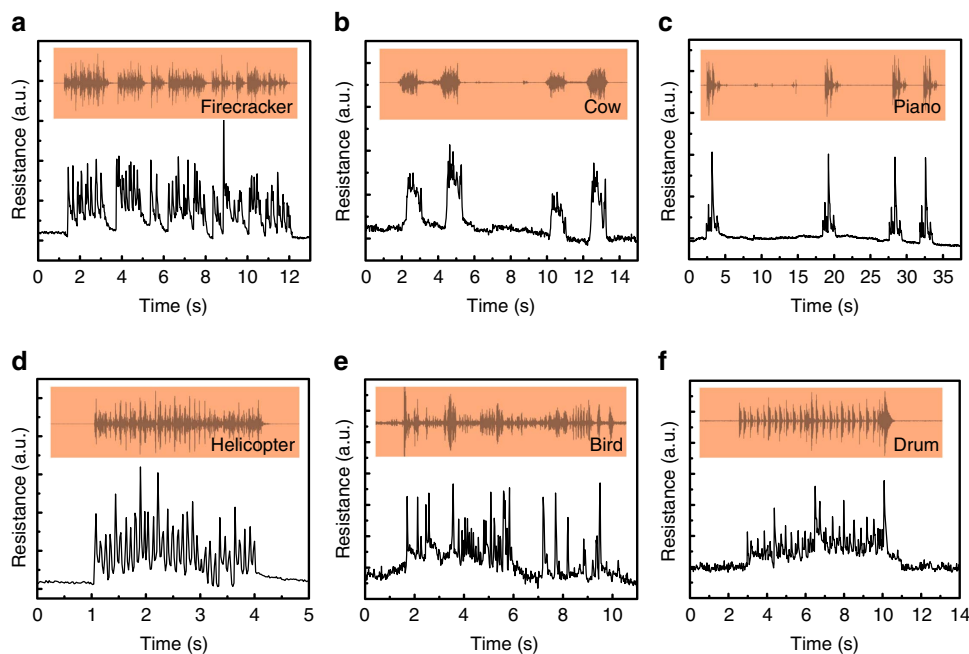 a
Firecracker
Resistance (a.u.)
0 2 4 6 8 10 12
Time (s)
b
Cow
Resistance (a.u.)
0 2 4 6 8 10 12 14
Time (s)
c
Piano
Resistance (a.u.)
0 5 10 15 20 25 30 35
Time (s)
d
Helicopter
Resistance (a.u.)
0 1 2 3 4 5
Time (s)
e
Bird
Resistance (a.u.)
0 2 4 6 8 10
Time (s)
f
Drum
Resistance (a.u.)
0 2 4 6 8 10 12 14
Time (s)